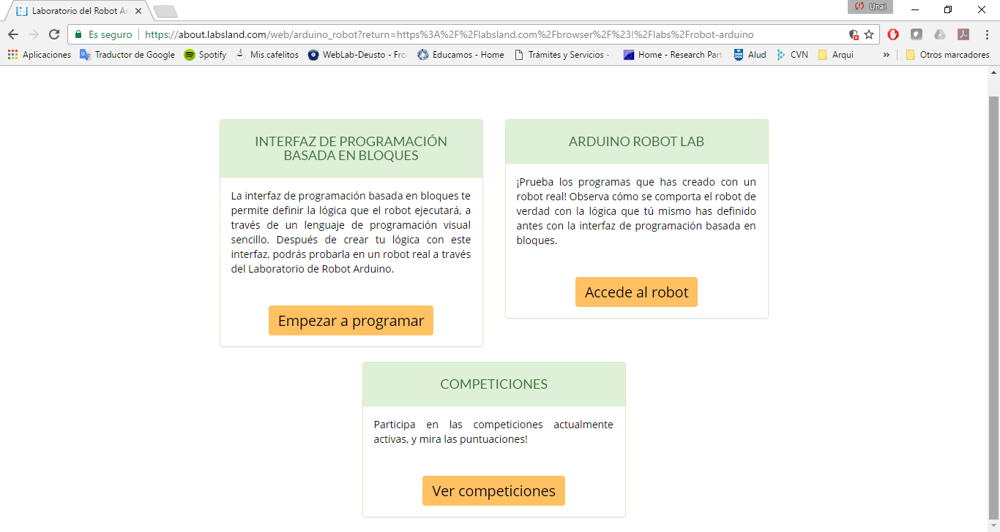 Laboratorio del Robot Ar
Unai
Es seguro
https://about.labsland.com/web/arduino_robot?return=https%3A%2F%2Flabsland.com%2Fbrowser%2F%23!%2Flabs%2Frobot-arduino
Aplicaciones
Traductor de Google
Spotify
Mis cafelitos
WebLab-Deusto - Fro
Educamos - Home
Trámites y Servicios -
Home - Research Part
Alud
CVN
Arqui
»
Otros marcadores
INTERFAZ DE PROGRAMACIÓN
BASADA EN BLOQUES
La interfaz de programación basada en bloques te
permite definir la lógica que el robot ejecutará, a
través de un lenguaje de programación visual
sencillo. Después de crear tu lógica con este
interfaz, podrás probarla en un robot real a través
del Laboratorio de Robot Arduino.
Empezar a programar
ARDUINO ROBOT LAB
¡Prueba los programas que has creado con un
robot real! Observa cómo se comporta el robot de
verdad con la lógica que tú mismo has definido
antes con la interfaz de programación basada en
bloques.
Accede al robot
COMPETICIONES
Participa en las competiciones actualmente
activas, y mira las puntuaciones!
Ver competiciones